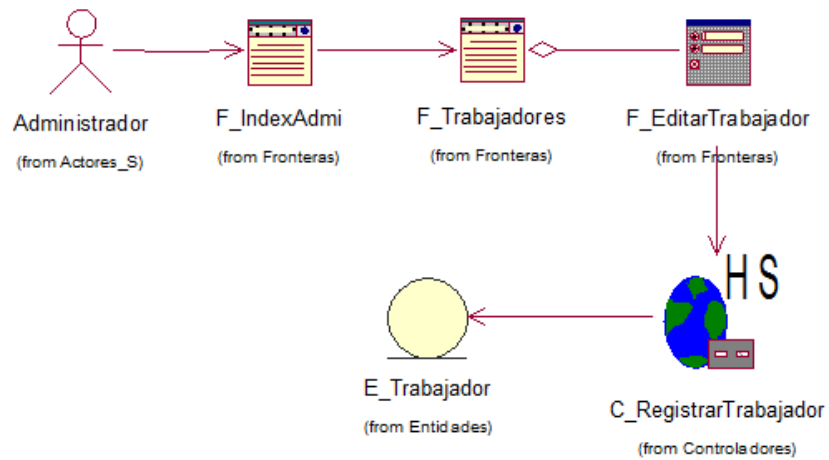 Administrador
(from Actores_S)
F_IndexAdmi
(from Fronteras)
F_Trabajadores
(from Fronteras)
F_EditarTrabajador
(from Fronteras)
H S
E_Trabajador
(from Entidades)
C_RegistrarTrabajador
(from Controladores)